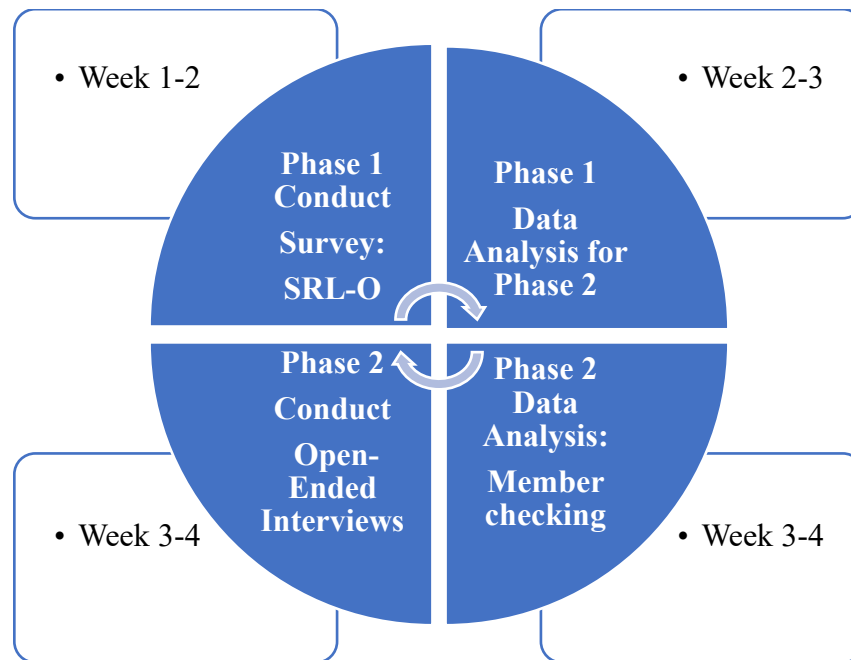 • Week 1-2
• Week 2-3
Phase 1
Conduct
Survey:
SRL-O
Phase 1
Data
Analysis for
Phase 2
Phase 2
Conduct
Open-
Ended
Interviews
Phase 2
Data
Analysis:
Member
checking
• Week 3-4
• Week 3-4